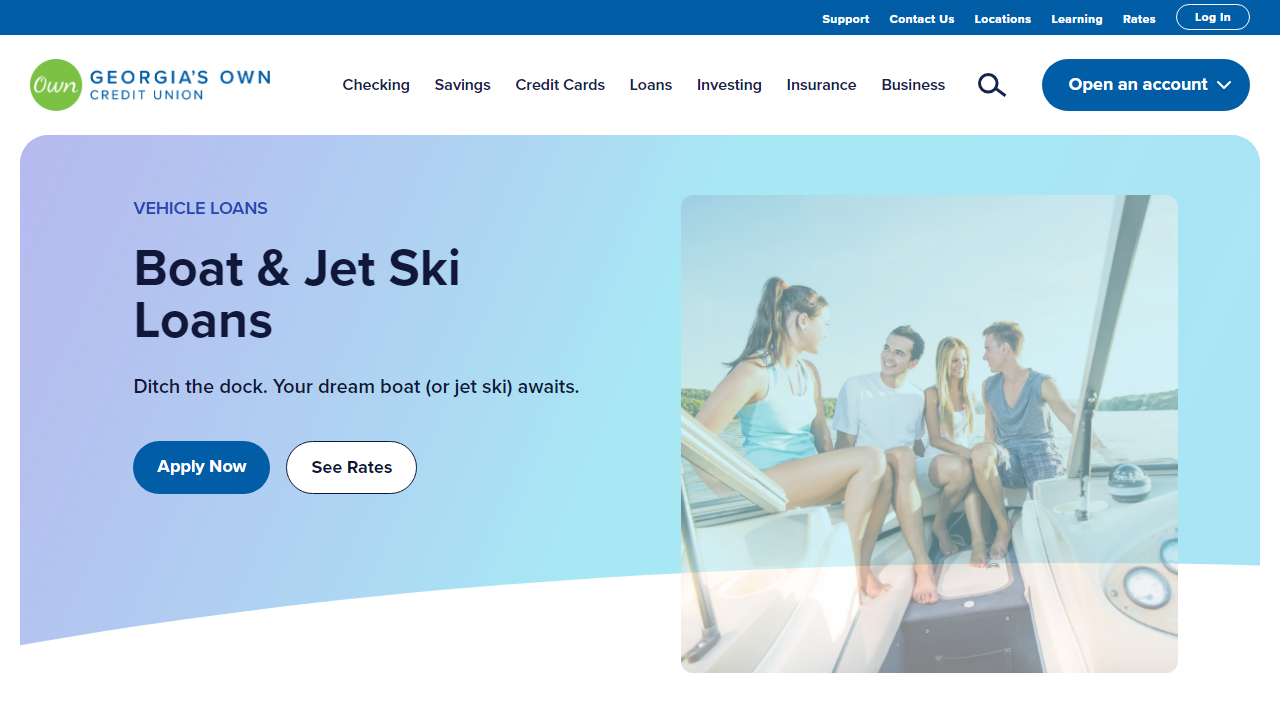 Support Contact Us Locations Learning Rates Log In
Own GEORGIA'S OWN
CREDIT UNION
Checking Savings Credit Cards Loans Investing Insurance Business Open an account
VEHICLE LOANS
Boat & Jet Ski
Loans
Ditch the dock. Your dream boat (or jet ski) awaits.
Apply Now See Rates